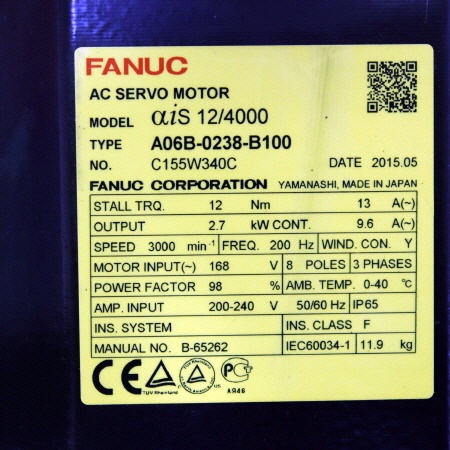 FANUC
AC SERVO MOTOR
MODEL αiS 12/4000
TYPE A06B-0238-B100
NO. C155W340C DATE 2015.05
FANUC CORPORATION YAMANASHI, MADE IN JAPAN
STALL TRQ. 12 Nm 13 A(~)
OUTPUT 2.7 kW CONT. 9.6 A(~)
SPEED 3000 min⁻¹ FREQ. 200 Hz WIND. CON. Y
MOTOR INPUT(~) 168 V 8 POLES 3 PHASES
POWER FACTOR 98 % AMB. TEMP. 0-40 ℃
AMP. INPUT 200-240 V 50/60 Hz IP65
INS. SYSTEM INS. CLASS F
MANUAL NO. B-65262 IEC60034-1 11.9 kg
CE TÜV Rheinland C TÜV Rheinland US АЯ46